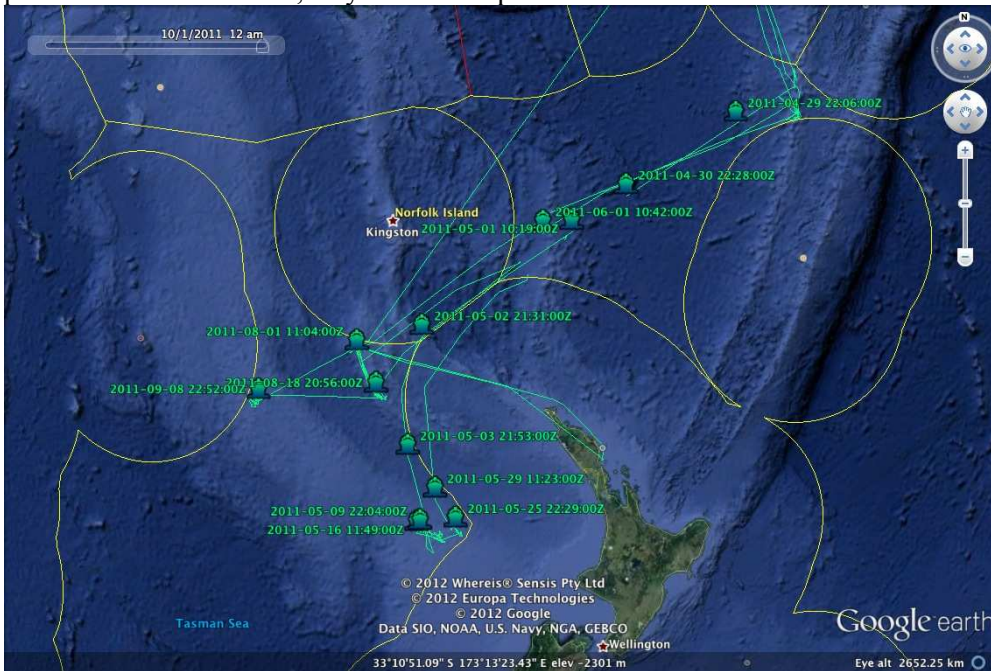 10/1/2011 12 am
N
2011-04-29 22:06:00Z
2011-04-30 22:28:00Z
Norfolk Island
2011-06-01 10:42:00Z
Kingston
2011-05-01 10:19:00Z
2011-05-02 21:31:00Z
2011-08-01 11:04:00Z
2011-08-18 20:56:00Z
2011-09-08 22:52:00Z
2011-05-03 21:53:00Z
2011-05-29 11:23:00Z
2011-05-09 22:04:00Z
2011-05-25 22:29:00Z
2011-05-16 11:49:00Z
© 2012 Whereis® Sensis Pty Ltd
© 2012 Europa Technologies
© 2012 Google
Data SIO, NOAA, U.S. Navy, NGA, GEBCO
Tasman Sea
Google earth
Wellington
33°10'51.09" S 173°13'23.43" E elev -2301 m
Eye alt 2652.25 km